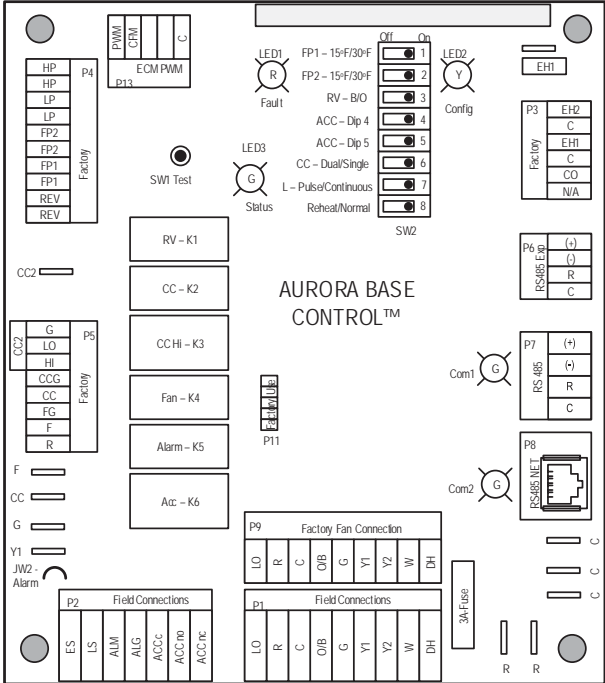 PWM
CFM
C
ECM PWM
P13
P4
HP
HP
LP
LP
FP2
FP2
FP1
FP1
REV
REV
Factory
SW1 Test
LED1
R
Fault
LED3
G
Status
Off On
FP1 – 15ºF/30ºF 1
FP2 – 15ºF/30ºF 2
RV – B/O 3
ACC – Dip 4 4
ACC – Dip 5 5
CC – Dual/Single 6
L – Pulse/Continuous 7
Reheat/Normal 8
SW2
LED2
Y
Config
EH1
P3
Factory
EH2
C
EH1
C
CO
N/A
CC2
RV – K1
CC – K2
CC Hi – K3
Fan – K4
Alarm – K5
Acc – K6
AURORA BASE
CONTROL™
P6
RS485 Exp
(+)
(-)
R
C
P5
CC2
G
LO
HI
CCG
CC
FG
F
R
Factory
Factory Use
P11
Com1
G
P7
RS 485
(+)
(-)
R
C
Com2
G
P8
RS485 NET
F
CC
G
Y1
JW2 -
Alarm
P9 Factory Fan Connection
LO R C O/B G Y1 Y2 W DH
P2 Field Connections
ES LS ALM ALG ACC c ACC no ACC nc
P1 Field Connections
LO R C O/B G Y1 Y2 W DH
3A-Fuse
C
C
C
R R